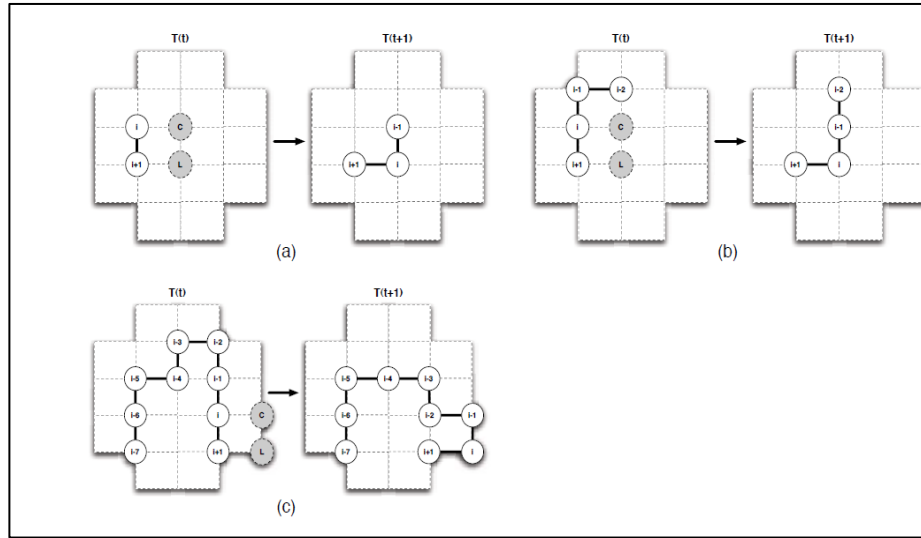 T(t) T(t+1) T(t) T(t+1)
i-1 i-2 i-2
i C i-1 i C i-1
i+1 L i+1 i i+1 L i+1 i
(a) (b)
T(t) T(t+1)
i-3 i-2
i-5 i-4 i-1 i-5 i-4 i-3
i-6 i C i-6 i-2 i-1
i-7 i+1 L i-7 i+1 i
(c)